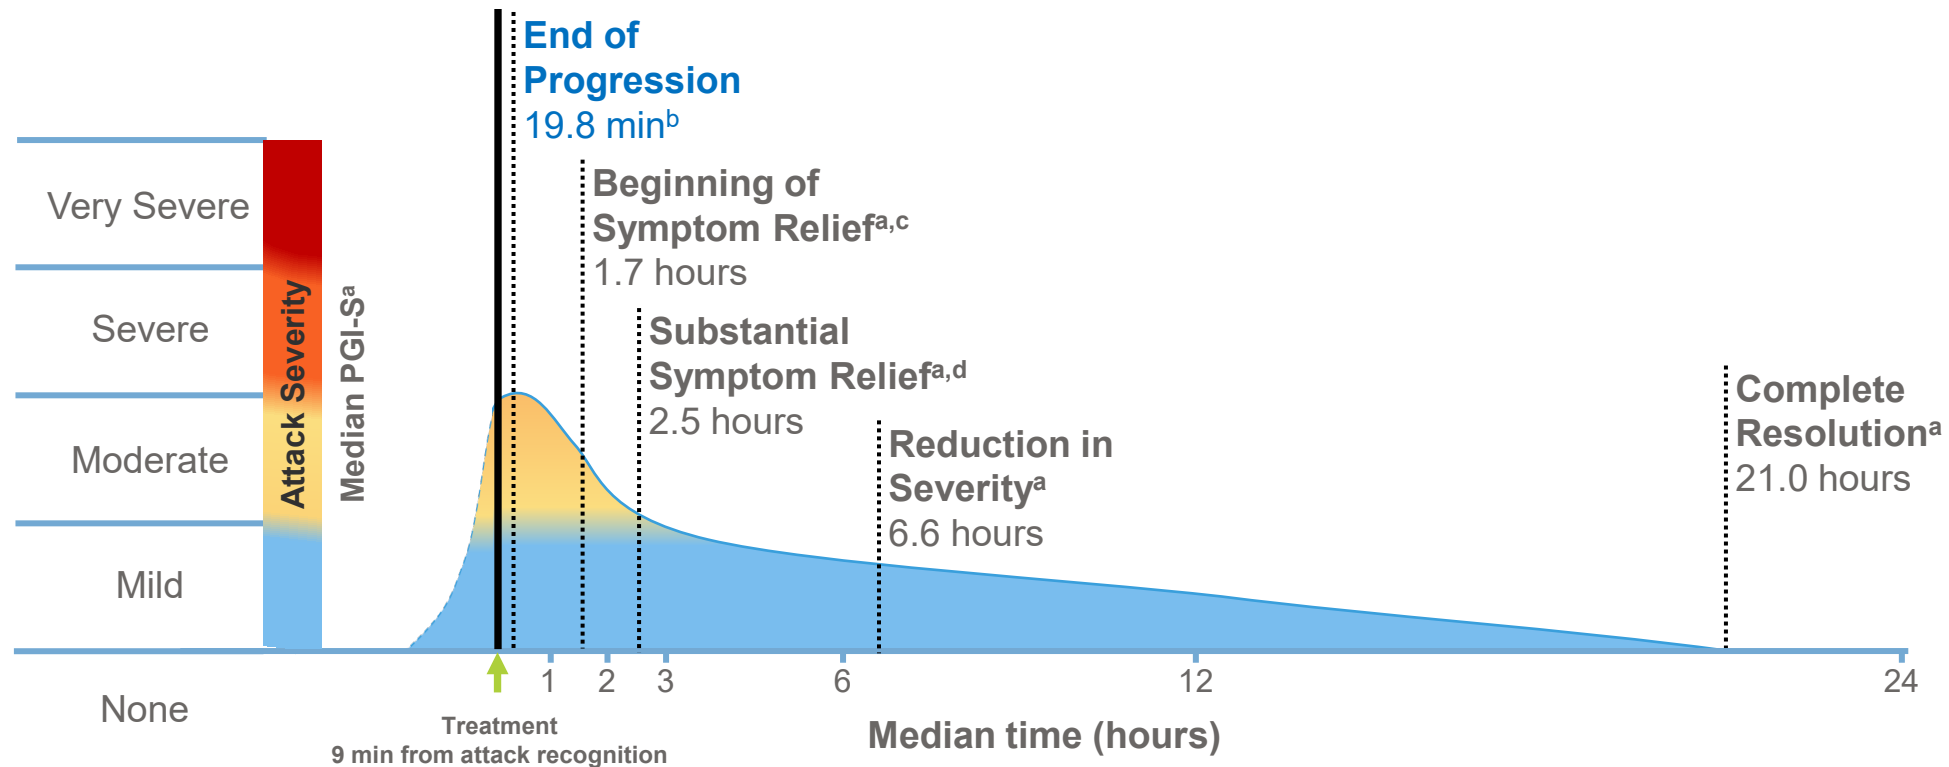 End of
Progression
19.8 minᵇ
Beginning of
Symptom Reliefᵃ,ᶜ
1.7 hours
Substantial
Symptom Reliefᵃ,ᵈ
2.5 hours
Reduction in
Severityᵃ
6.6 hours
Complete
Resolutionᵃ
21.0 hours
Very Severe
Severe
Moderate
Mild
None
Attack Severity
Median PGI-Sᵃ
1 2 3 6 12 24
Treatment
9 min from attack recognition
Median time (hours)